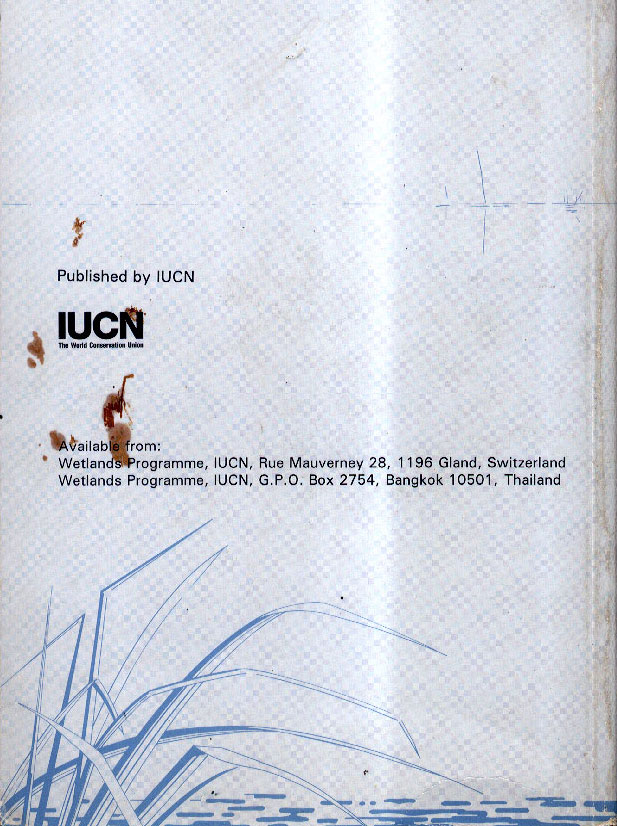 Published by IUCN
IUCN
The World Conservation Union
Available from:
Wetlands Programme, IUCN, Rue Mauverney 28, 1196 Gland, Switzerland
Wetlands Programme, IUCN, G.P.O. Box 2754, Bangkok 10501, Thailand